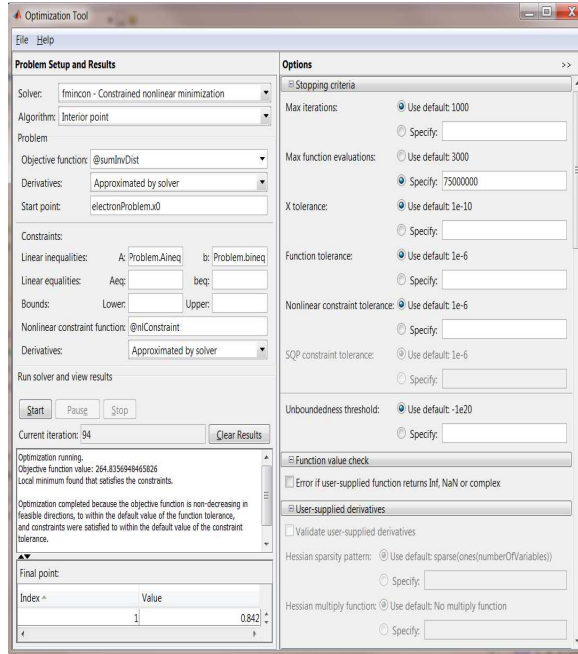 Optimization Tool
File Help
Problem Setup and Results
Solver: fmincon - Constrained nonlinear minimization
Algorithm: Interior point
Problem
Objective function: @sumInvDist
Derivatives: Approximated by solver
Start point: electronProblem.x0
Constraints:
Linear inequalities: A: Problem.Aineq b: Problem.bineq
Linear equalities: Aeq: beq:
Bounds: Lower: Upper:
Nonlinear constraint function: @nlConstraint
Derivatives: Approximated by solver
Run solver and view results
Start Pause Stop
Current iteration: 94 Clear Results
Optimization running.
Objective function value: 264.8356948465826
Local minimum found that satisfies the constraints.
Optimization completed because the objective function is non-decreasing in
feasible directions, to within the default value of the function tolerance,
and constraints were satisfied to within the default value of the constraint
tolerance.
Final point:
Index Value
1 0.842
Options >>
Stopping criteria
Max iterations: Use default: 1000
Specify:
Max function evaluations: Use default: 3000
Specify: 75000000
X tolerance: Use default: 1e-10
Specify:
Function tolerance: Use default: 1e-6
Specify:
Nonlinear constraint tolerance: Use default: 1e-6
Specify:
SQP constraint tolerance: Use default: 1e-6
Specify:
Unboundedness threshold: Use default: -1e20
Specify:
Function value check
Error if user-supplied function returns Inf, NaN or complex
User-supplied derivatives
Validate user-supplied derivatives
Hessian sparsity pattern: Use default: sparse(ones(numberOfVariables))
Specify:
Hessian multiply function: Use default: No multiply function
Specify: